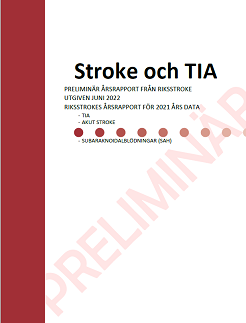 Stroke och TIA
PRELIMINÄR ÅRSRAPPORT FRÅN RIKSSTROKE
UTGIVEN JUNI 2022
RIKSSTROKES ÅRSRAPPORT FÖR 2021 ÅRS DATA
- TIA
- AKUT STROKE
- SUBARAKNOIDALBLÖDNINGAR (SAH)
PRELIMINÄR